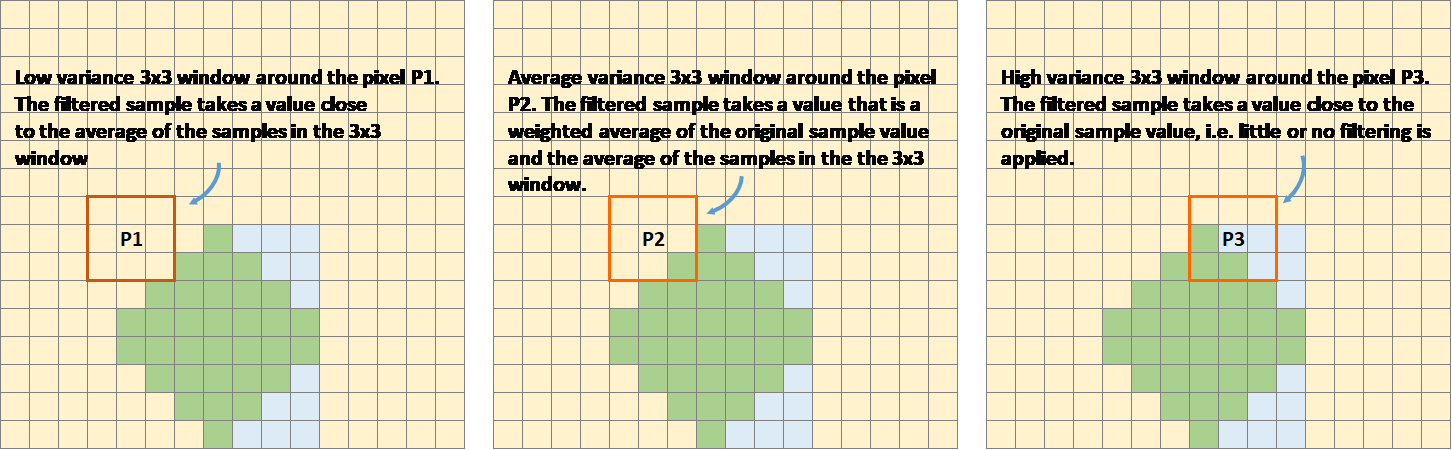 Low variance 3x3 window around the pixel P1.
The filtered sample takes a value close
to the average of the samples in the 3x3
window
P1
Average variance 3x3 window around the pixel
P2. The filtered sample takes a value that is a
weighted average of the original sample value
and the average of the samples in the the 3x3
window.
P2
High variance 3x3 window around the pixel P3.
The filtered sample takes a value close to the
original sample value, i.e. little or no filtering is
applied.
P3